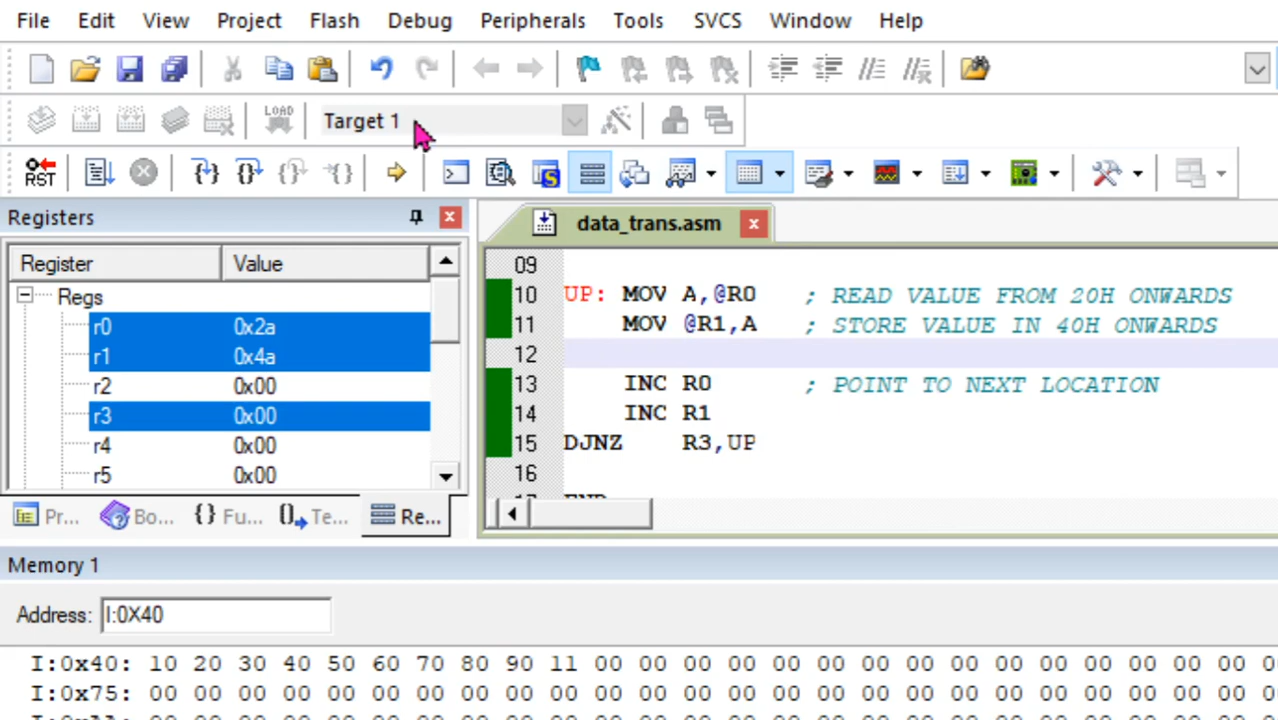 File Edit View Project Flash Debug Peripherals Tools SVCS Window Help
LOAD Target 1
RST
Registers
data_trans.asm
Register Value
Regs
r0 0x2a
r1 0x4a
r2 0x00
r3 0x00
r4 0x00
r5 0x00
09
10 UP: MOV A,@R0 ; READ VALUE FROM 20H ONWARDS
11 MOV @R1,A ; STORE VALUE IN 40H ONWARDS
12
13 INC R0 ; POINT TO NEXT LOCATION
14 INC R1
15 DJNZ R3,UP
16
Pr... Bo... {} Fu... Te... Re...
Memory 1
Address: I:0X40
I:0x40: 10 20 30 40 50 60 70 80 90 11 00 00 00 00 00 00 00 00 00 00 00 00 00 00 0
I:0x75: 00 00 00 00 00 00 00 00 00 00 00 00 00 00 00 00 00 00 00 00 00 00 00 00 0